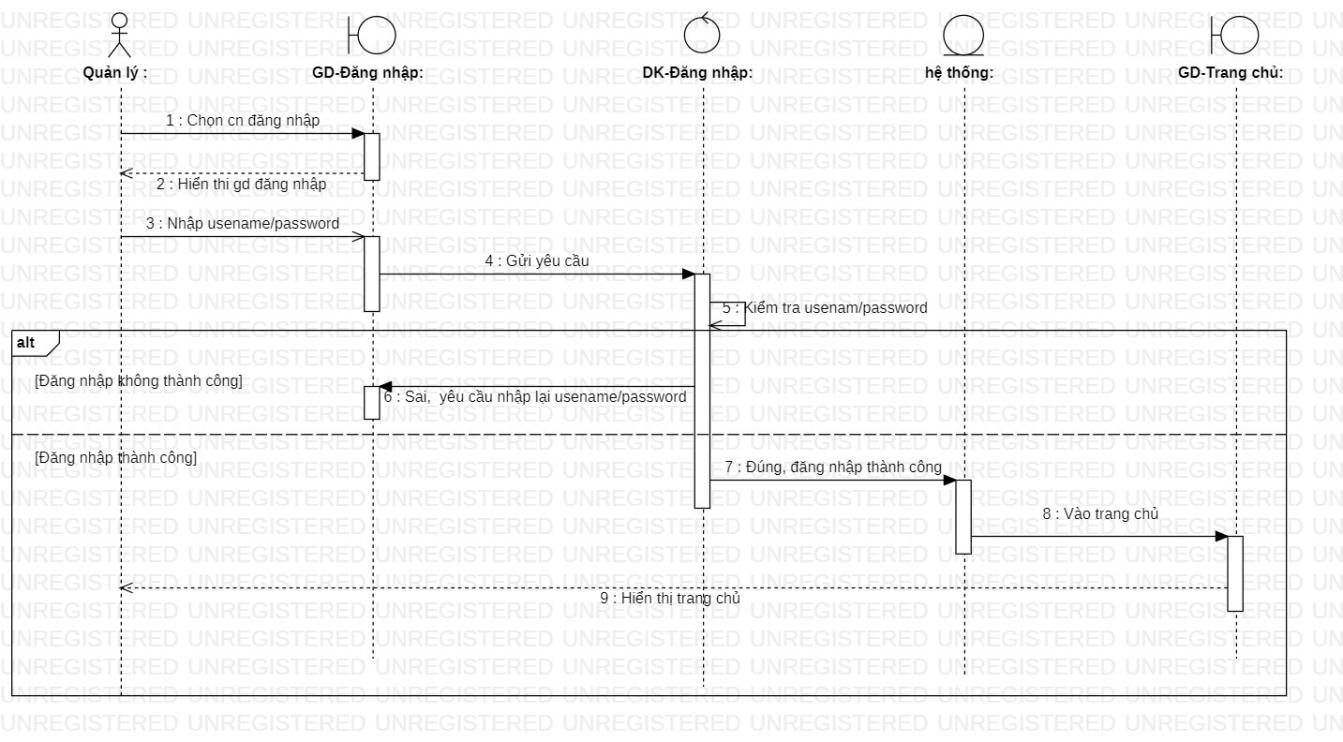 Quản lý :
GD-Đăng nhập:
DK-Đăng nhập:
hệ thống:
GD-Trang chủ:
1 : Chọn cn đăng nhập
2 : Hiển thi gd đăng nhập
3 : Nhập usename/password
4 : Gửi yêu cầu
5 : Kiểm tra usenam/password
alt
[Đăng nhập không thành công]
6 : Sai, yêu cầu nhập lại usename/password
[Đăng nhập thành công]
7 : Đúng, đăng nhập thành công
8 : Vào trang chủ
9 : Hiển thị trang chủ
UNREGISTERED